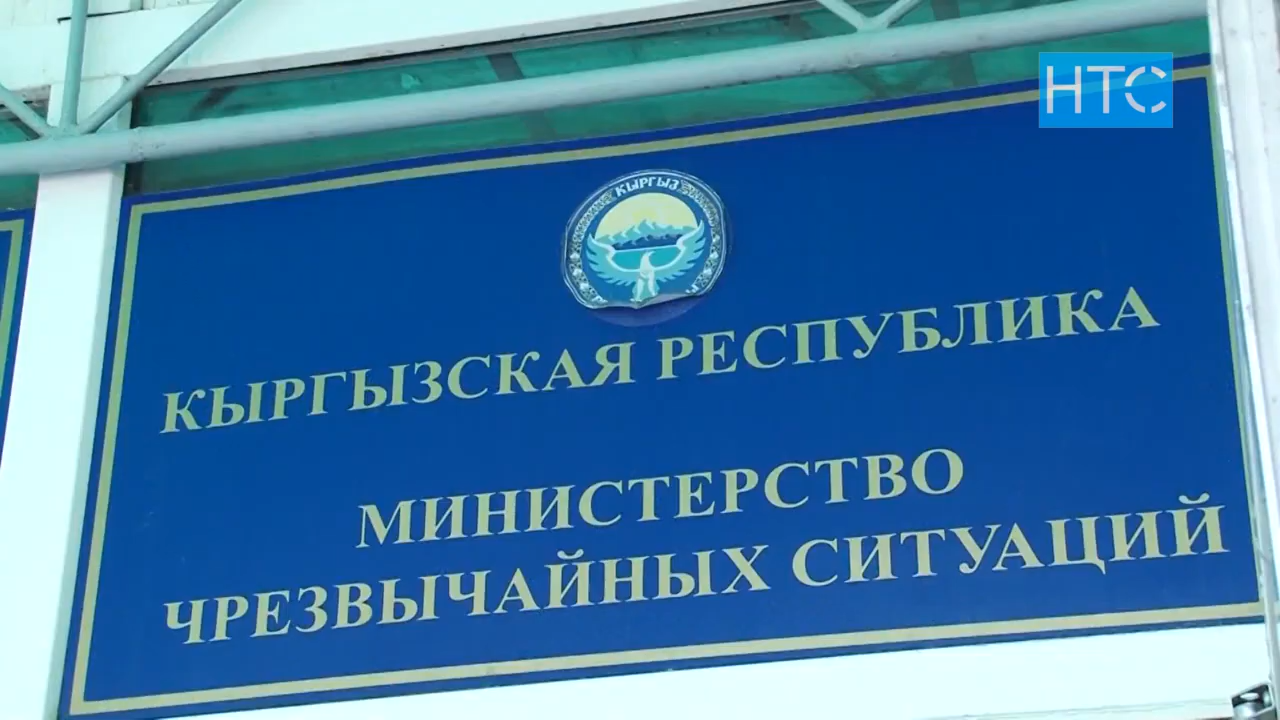 НТС
КЫРГЫЗ
КЫРГЫЗСКАЯ РЕСПУБЛИКА
МИНИСТЕРСТВО
ЧРЕЗВЫЧАЙНЫХ СИТУАЦИЙ